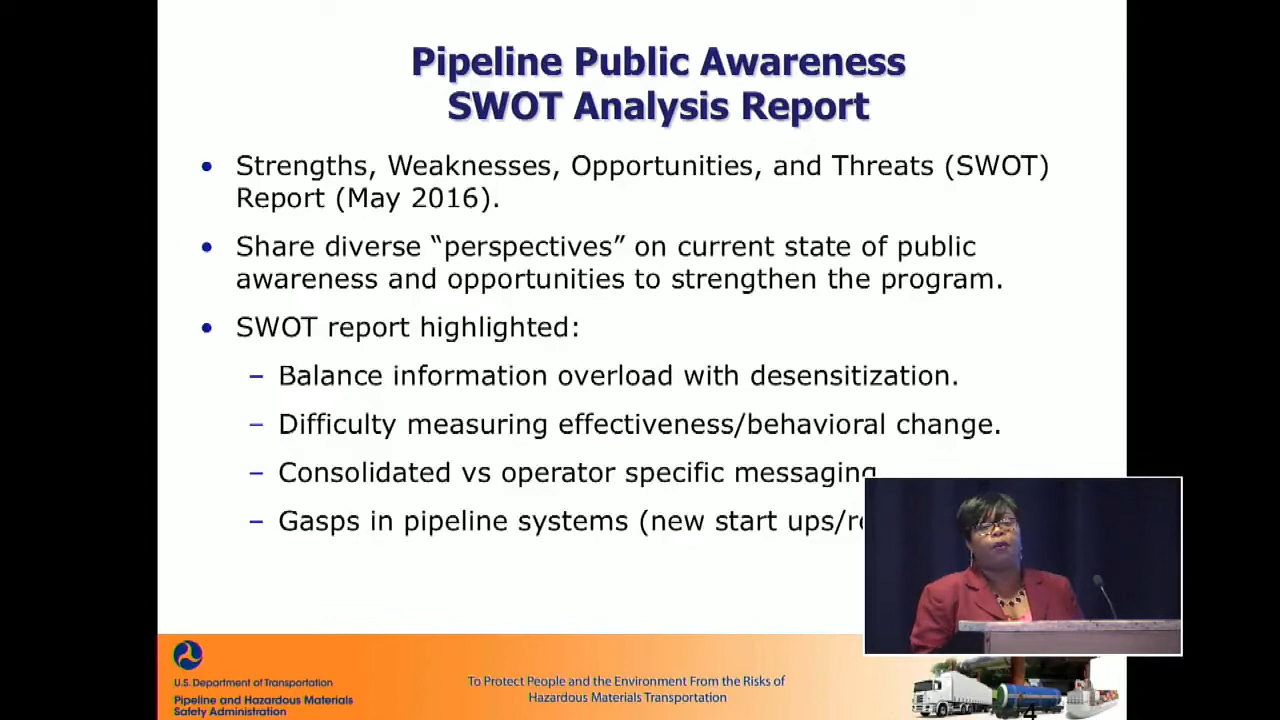 Pipeline Public Awareness
SWOT Analysis Report
• Strengths, Weaknesses, Opportunities, and Threats (SWOT)
Report (May 2016).
• Share diverse “perspectives” on current state of public
awareness and opportunities to strengthen the program.
• SWOT report highlighted:
– Balance information overload with desensitization.
– Difficulty measuring effectiveness/behavioral change.
– Consolidated vs operator specific messaging
– Gasps in pipeline systems (new start ups/
U.S. Department of Transportation
Pipeline and Hazardous Materials
Safety Administration
To Protect People and the Environment From the Risks of
Hazardous Materials Transportation
4